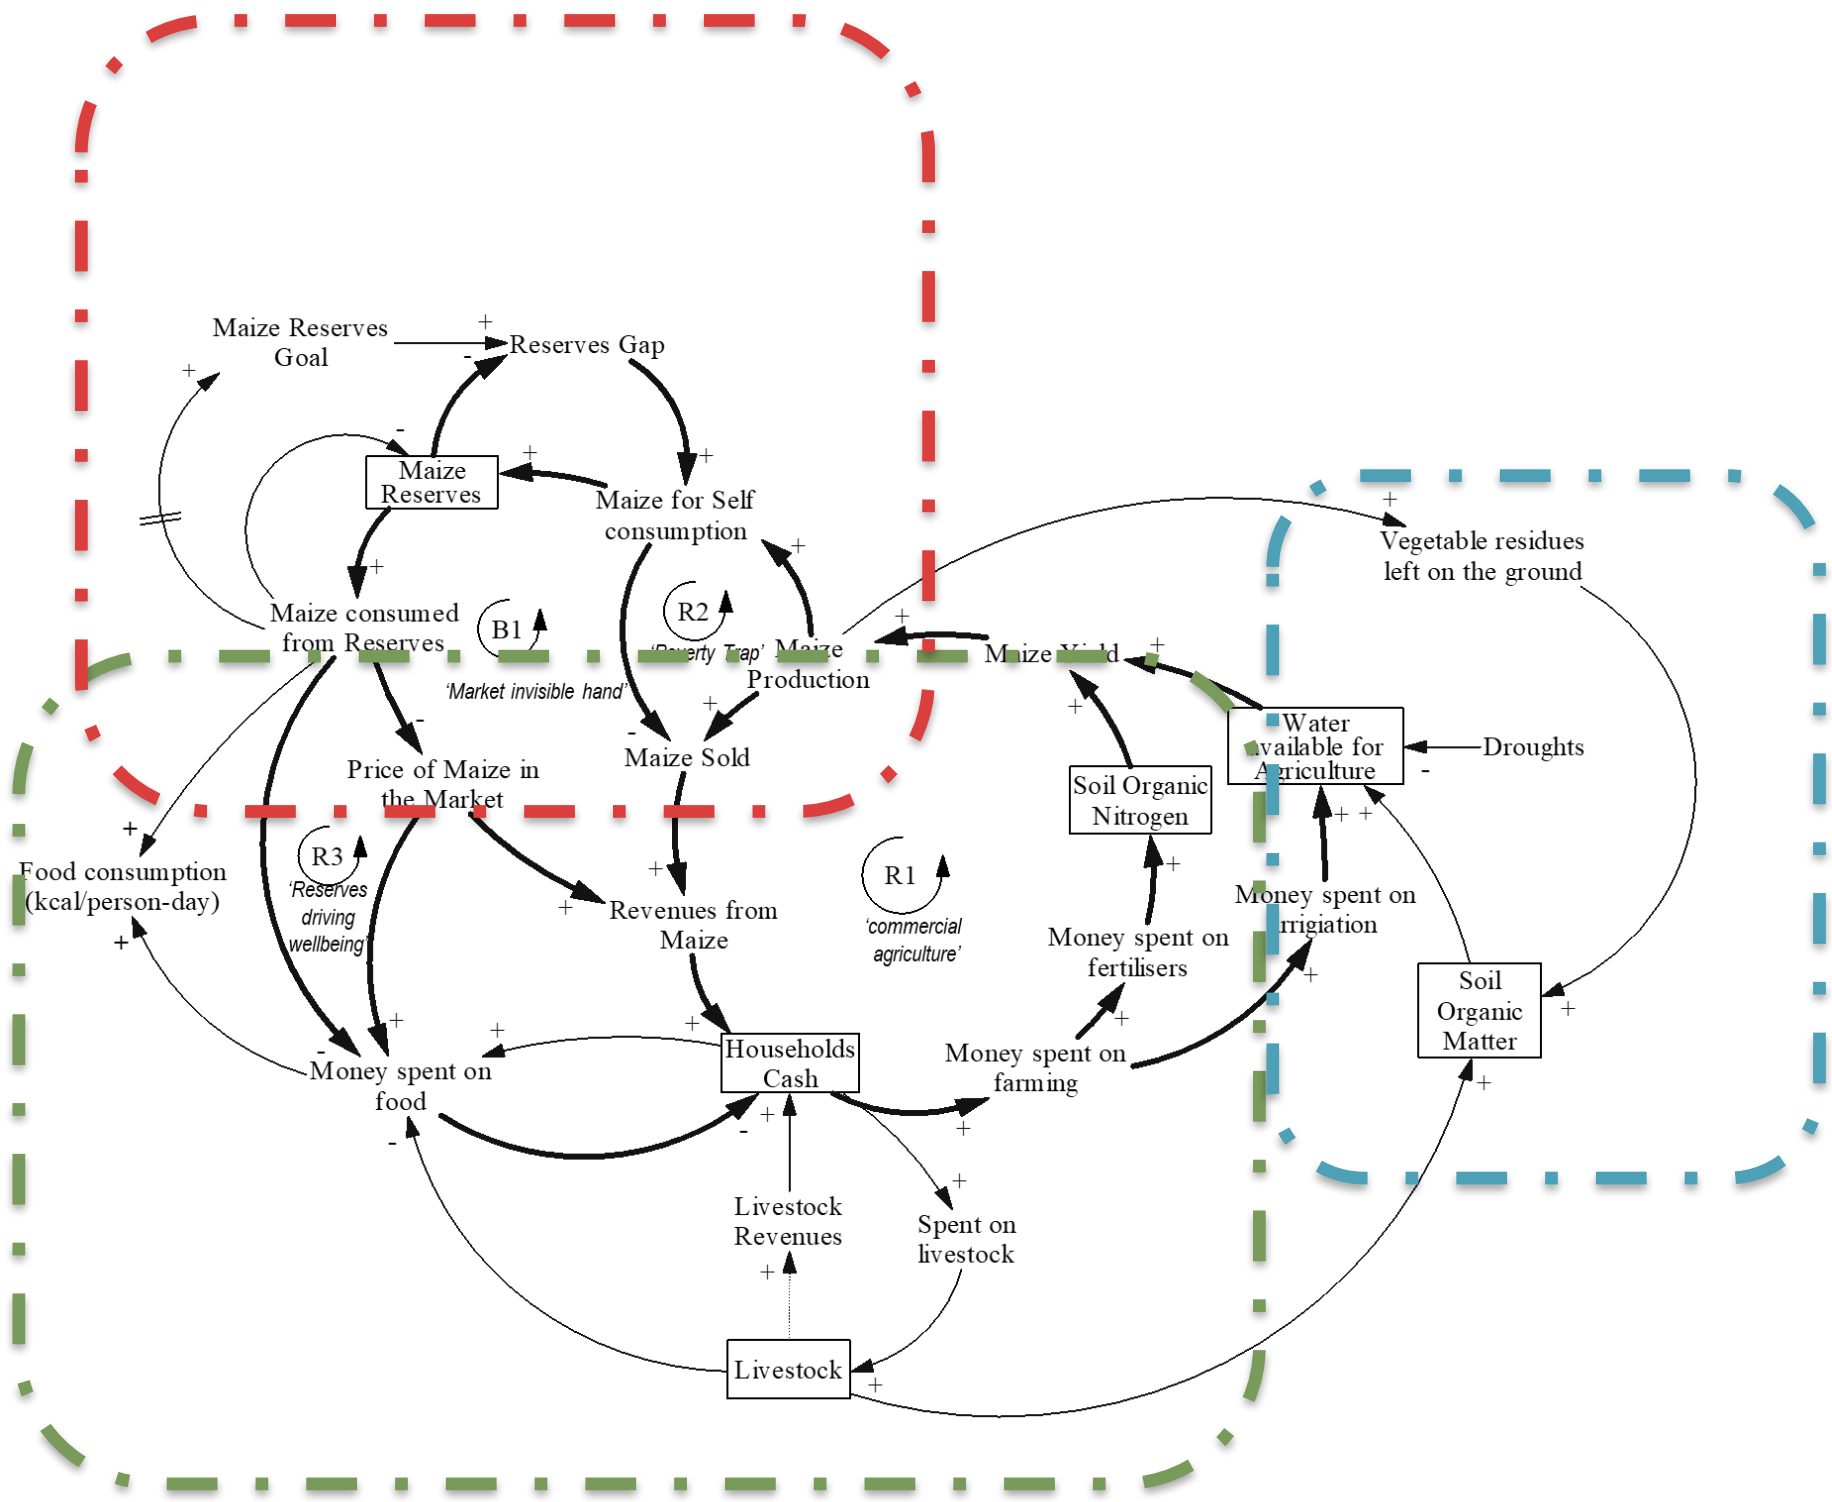 Maize Reserves
Goal
+
Reserves Gap
-
+
-
Maize
Reserves
+
+
Maize for Self
consumption
+
Vegetable residues
left on the ground
+
+
Maize consumed
from Reserves
B1
R2
'Poverty Trap'
'Market invisible hand'
Maize
Production
+
Maize Yield
+
-
+
-
Maize Sold
Price of Maize in
the Market
+
Soil Organic
Nitrogen
Water
available for
Agriculture
Droughts
-
+
+
+
R3
'Reserves
driving
wellbeing'
Food consumption
(kcal/person-day)
+
+
+
Revenues from
Maize
R1
'commercial
agriculture'
+
Money spent on
fertilisers
Money spent on
irrigiation
+
Soil
Organic
Matter
+
+
+
-
+
+
Money spent on
food
Households
Cash
Money spent on
farming
+
-
-
+
+
+
Livestock
Revenues
Spent on
livestock
+
Livestock
+